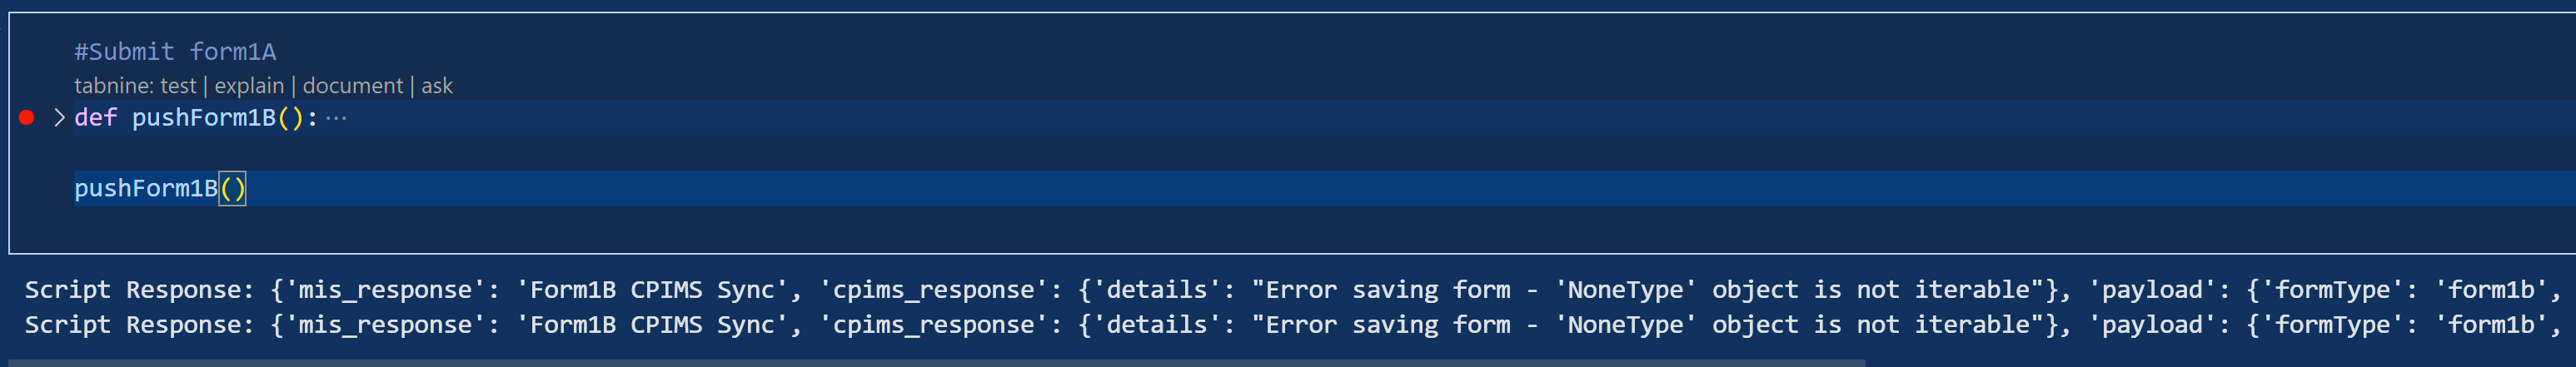 #Submit form1A
tabnine: test | explain | document | ask
def pushForm1B():···
pushForm1B()
Script Response: {'mis_response': 'Form1B CPIMS Sync', 'cpims_response': {'details': "Error saving form - 'NoneType' object is not iterable"}, 'payload': {'formType': 'form1b',
Script Response: {'mis_response': 'Form1B CPIMS Sync', 'cpims_response': {'details': "Error saving form - 'NoneType' object is not iterable"}, 'payload': {'formType': 'form1b',